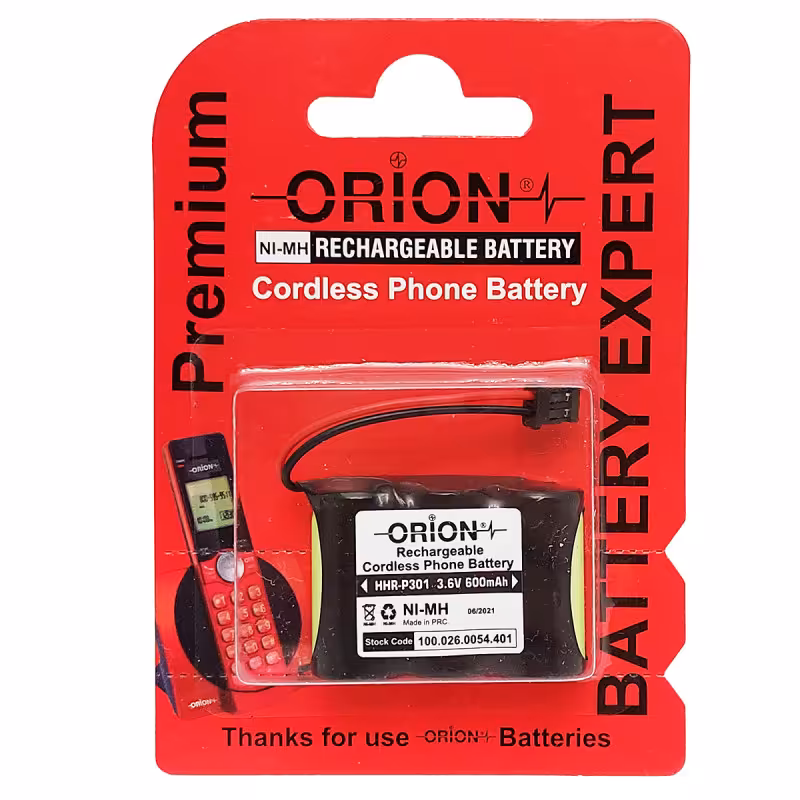 Premium
ORION®
NI-MH RECHARGEABLE BATTERY
Cordless Phone Battery
BATTERY EXPERT
ORION
ORION®
Rechargeable
Cordless Phone Battery
HHR-P301 3.6V 600mAh
NI-MH 06/2021
Made in PRC.
Stock Code 100.026.0054.401
ORION
Thanks for use ORION Batteries